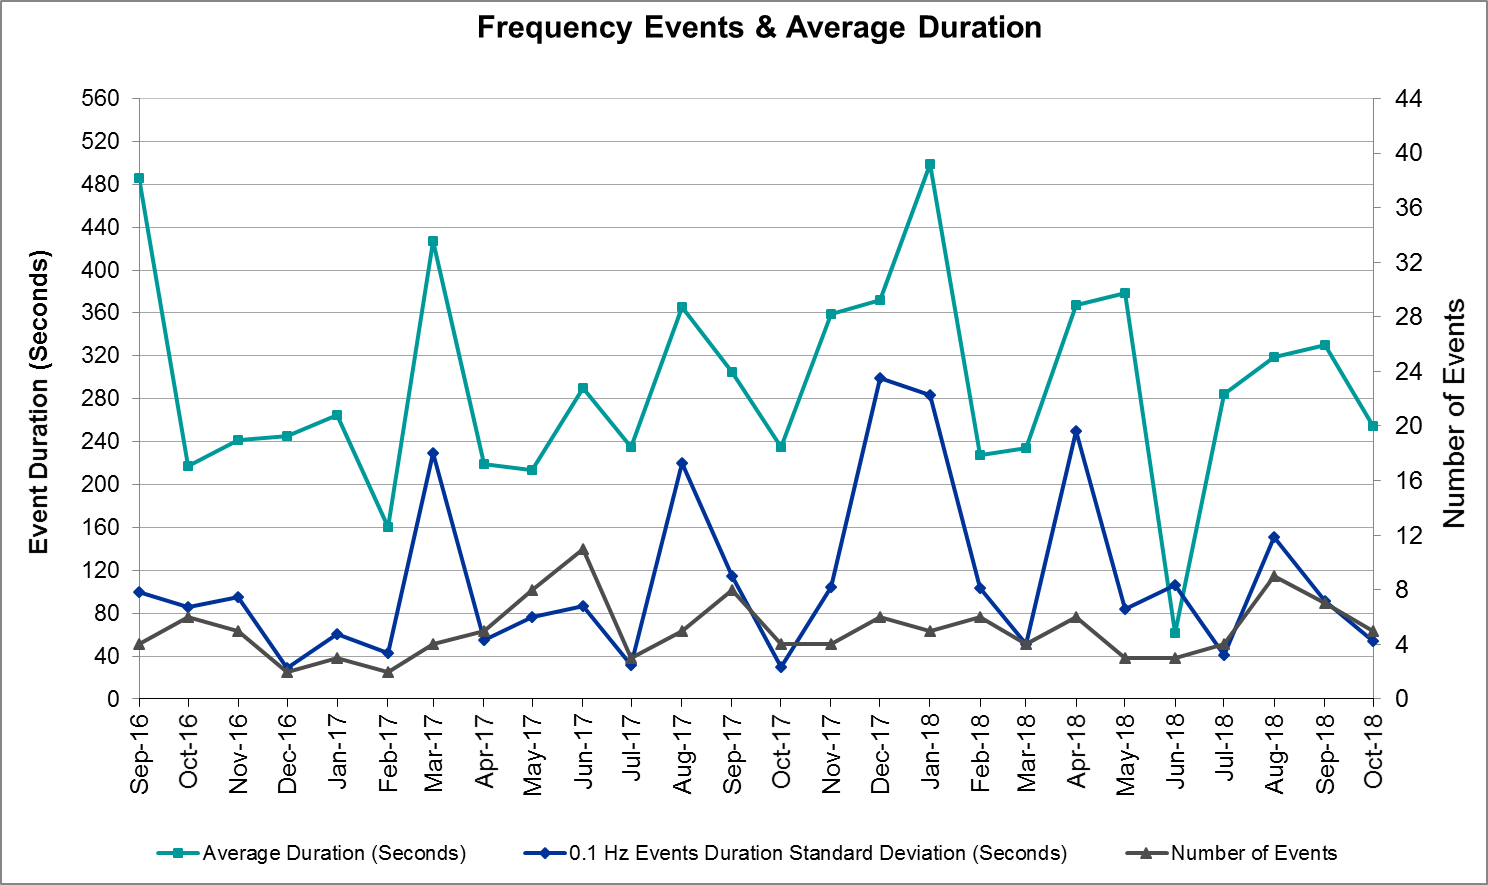 Frequency Events & Average Duration
560
520
480
440
400
360
320
280
240
200
160
120
80
40
0
Event Duration (Seconds)
44
40
36
32
28
24
20
16
12
8
4
0
Number of Events
Sep-16
Oct-16
Nov-16
Dec-16
Jan-17
Feb-17
Mar-17
Apr-17
May-17
Jun-17
Jul-17
Aug-17
Sep-17
Oct-17
Nov-17
Dec-17
Jan-18
Feb-18
Mar-18
Apr-18
May-18
Jun-18
Jul-18
Aug-18
Sep-18
Oct-18
Average Duration (Seconds)
0.1 Hz Events Duration Standard Deviation (Seconds)
Number of Events